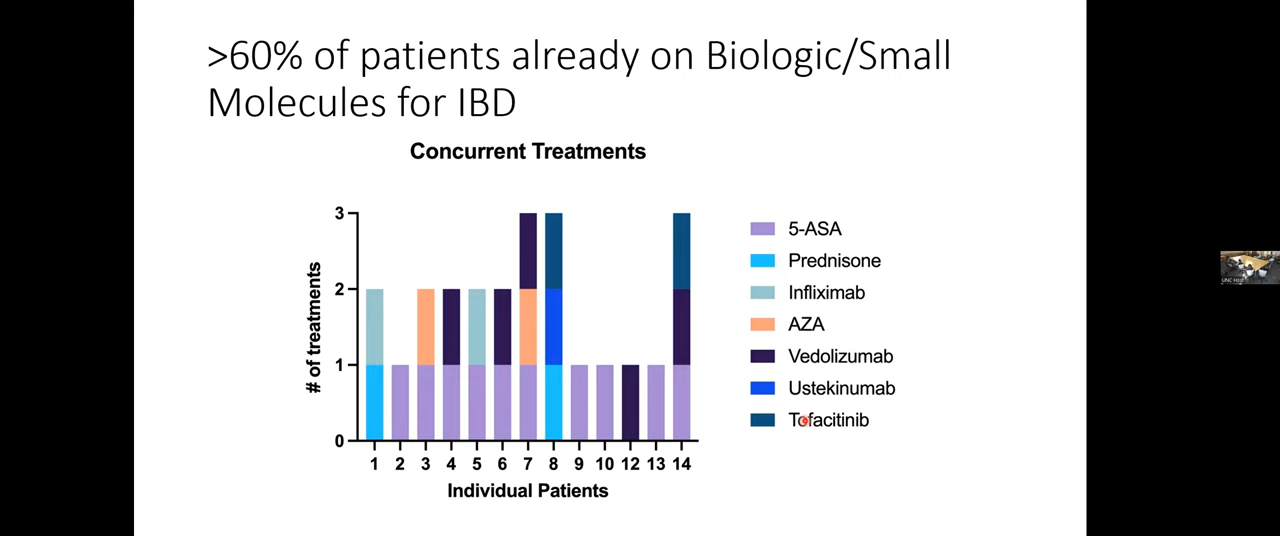 >60% of patients already on Biologic/Small
Molecules for IBD
Concurrent Treatments
# of treatments
3
2
1
0
1 2 3 4 5 6 7 8 9 10 12 13 14
Individual Patients
5-ASA
Prednisone
Infliximab
AZA
Vedolizumab
Ustekinumab
Tofacitinib